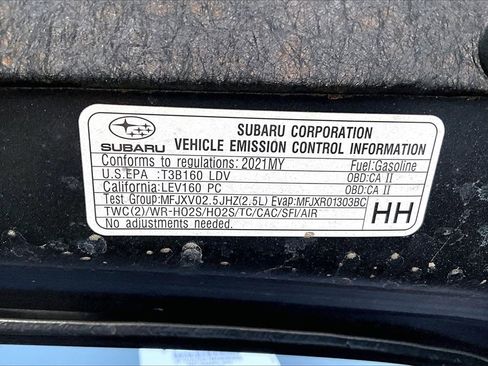 SUBARU CORPORATION
SUBARU VEHICLE EMISSION CONTROL INFORMATION
Conforms to regulations: 2021MY Fuel:Gasoline
U.S.EPA :T3B160 LDV OBD:CA II
California:LEV160 PC OBD:CA II
Test Group:MFJXV02.5JHZ(2.5L) Evap:MFJXR01303BC
TWC(2)/WR-HO2S/HO2S/TC/CAC/SFI/AIR
No adjustments needed.
HH